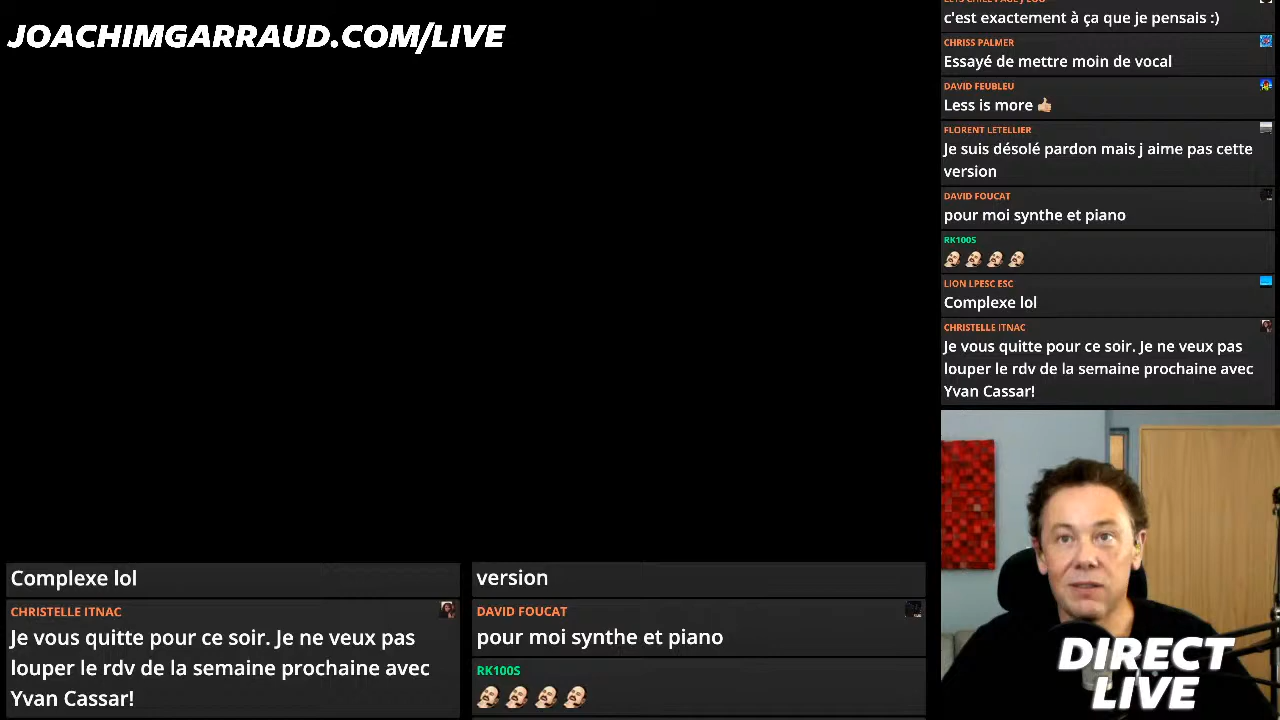 JOACHIMGARRAUD.COM/LIVE
c'est exactement à ça que je pensais :)
CHRISS PALMER
Essayé de mettre moin de vocal
DAVID FEUBLEU
Less is more 👍
FLORENT LETELLIER
Je suis désolé pardon mais j aime pas cette
version
DAVID FOUCAT
pour moi synthe et piano
RK100S
LION LPESC ESC
Complexe lol
CHRISTELLE ITNAC
Je vous quitte pour ce soir. Je ne veux pas
louper le rdv de la semaine prochaine avec
Yvan Cassar!
Complexe lol
CHRISTELLE ITNAC
Je vous quitte pour ce soir. Je ne veux pas
louper le rdv de la semaine prochaine avec
Yvan Cassar!
version
DAVID FOUCAT
pour moi synthe et piano
RK100S
DIRECT
LIVE